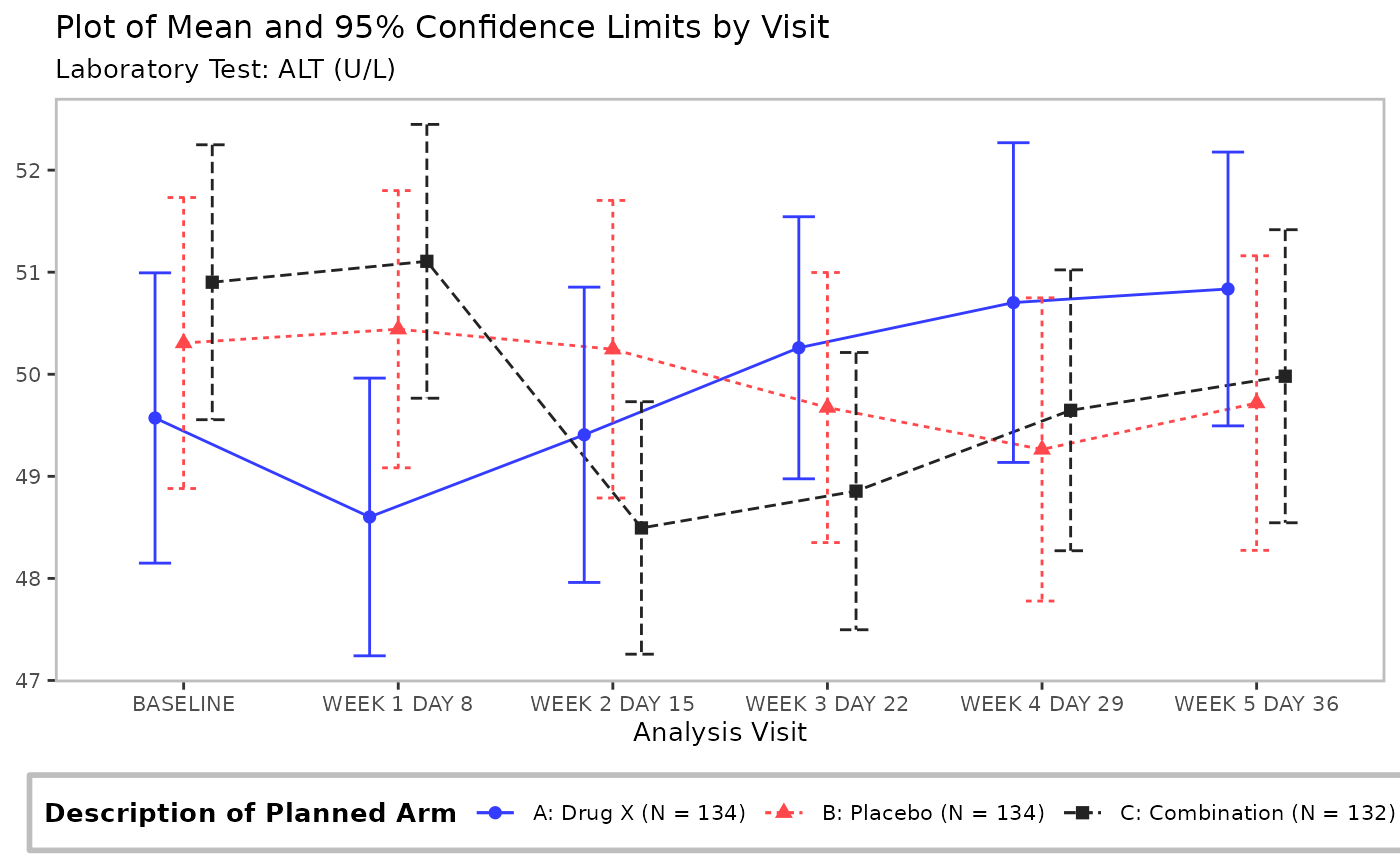 Plot of Mean and 95% Confidence Limits by Visit
Laboratory Test: ALT (U/L)
52
51
50
49
48
47
BASELINE WEEK 1 DAY 8 WEEK 2 DAY 15 WEEK 3 DAY 22 WEEK 4 DAY 29 WEEK 5 DAY 36
Analysis Visit
Description of Planned Arm A: Drug X (N = 134) B: Placebo (N = 134) C: Combination (N = 132)